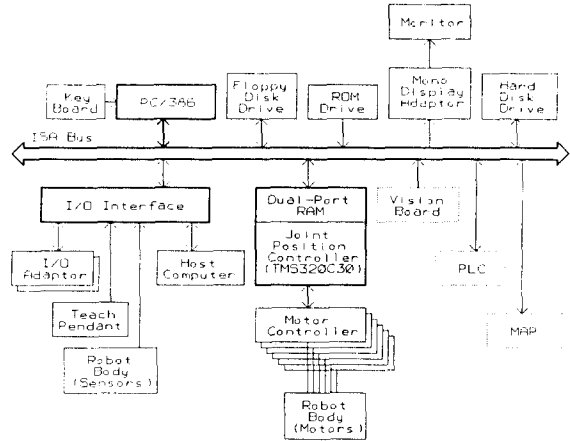 Monitor
Key
Board
PC/386
Floppy
Disk
Drive
ROM
Drive
Mono
Display
Adaptor
Hard
Disk
Drive
ISA Bus
I/O Interface
Dual-Port
RAM
Vision
Board
I/O
Adaptor
Host
Computer
Joint
Position
Controller
(TMS320C30)
PLC
Teach
Pendant
Motor
Controller
MAP
Robot
Body
(Sensors)
Robot
Body
(Motors)